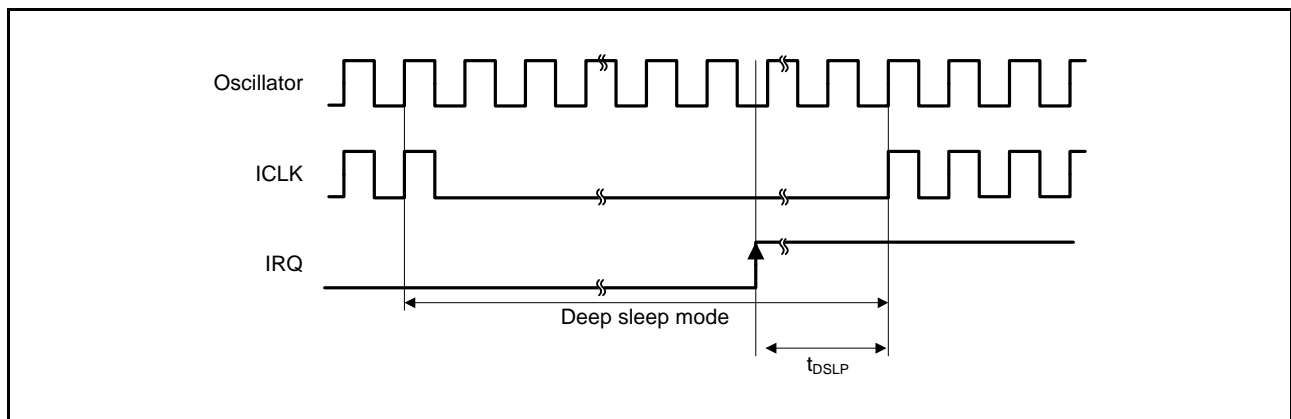 Oscillator
ICLK
IRQ
Deep sleep mode
tDSLP